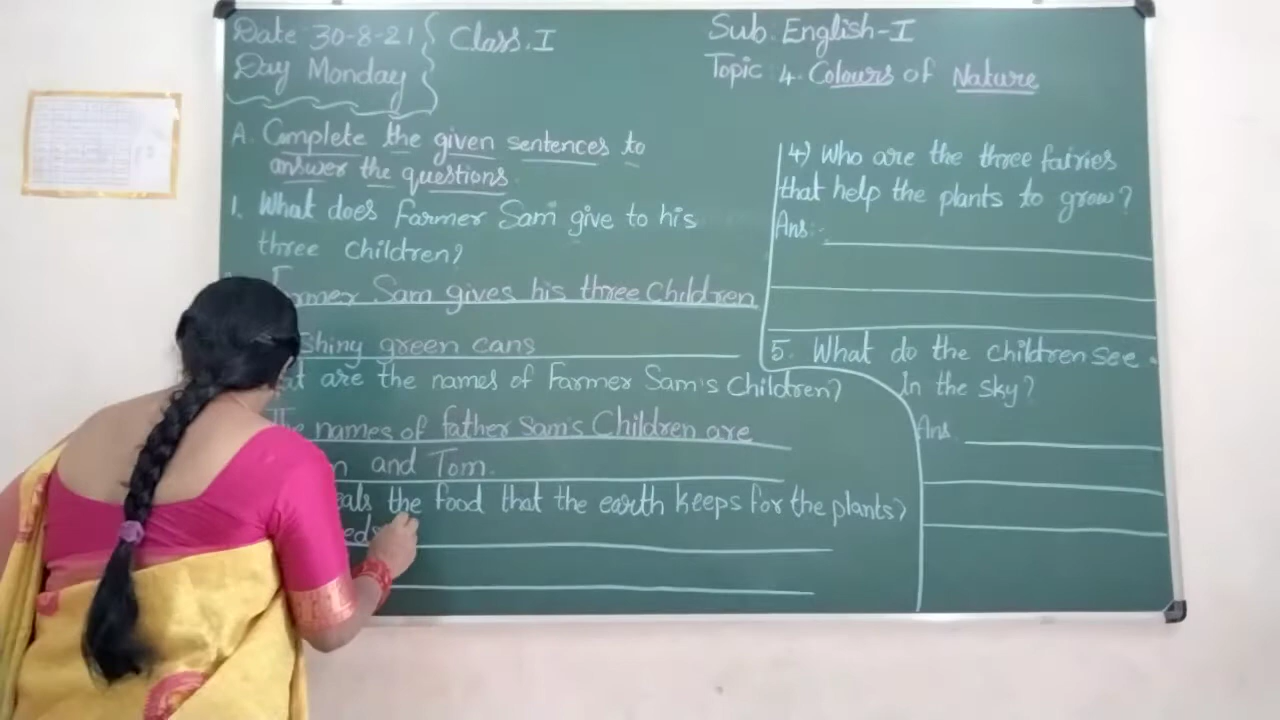 Date 30-8-21
Day Monday
Class. I
Sub. English-I
Topic 4. Colours of Nature
A. Complete the given sentences to
answer the questions.
1. What does Farmer Sam give to his
three children?
Sam gives his three Children
green cans
are the names of Farmer Sam's Children?
names of father Sam's Children are
and Tom.
the food that the earth keeps for the plants?
4) Who are the three fairies
that help the plants to grow?
Ans:-
5. What do the children see
in the sky?
Ans